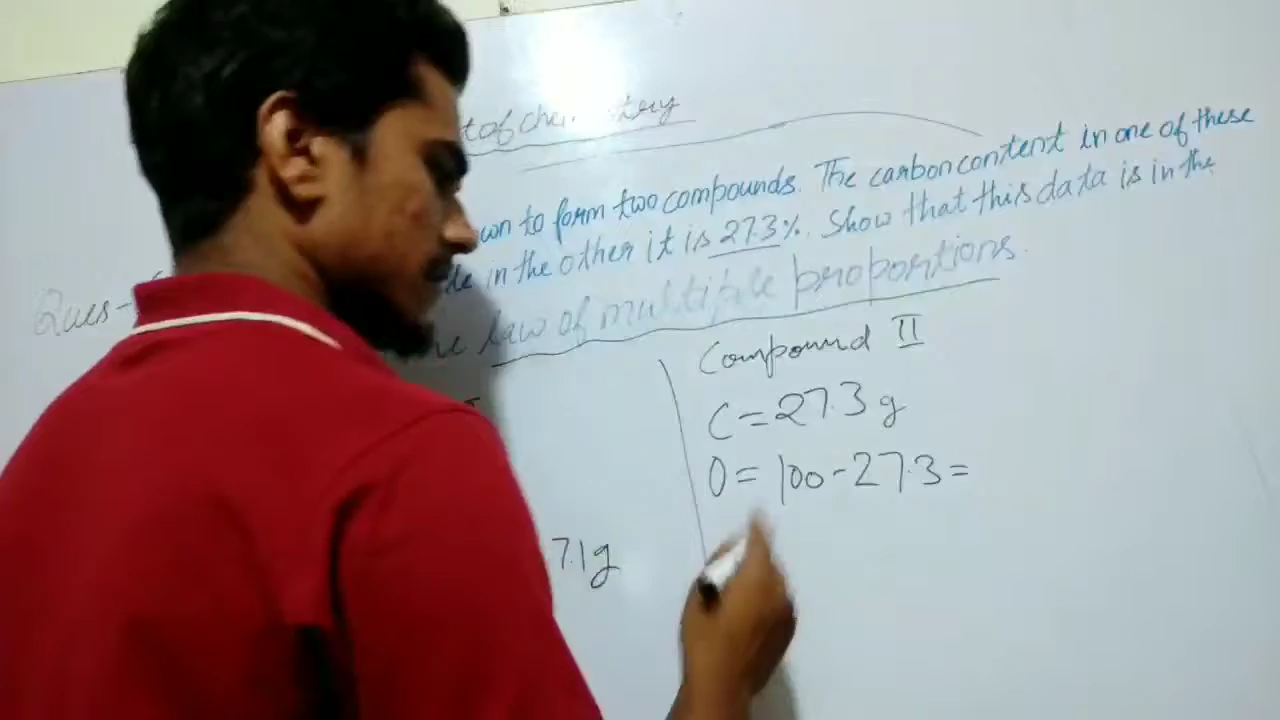 of chemistry
to form two compounds. The carbon content in one of these
in the other it is 27.3%. Show that this data is in the
Ques-
law of multiple proportions.
Compound II
C = 27.3 g
O = 100 - 27.3 =
7.1g